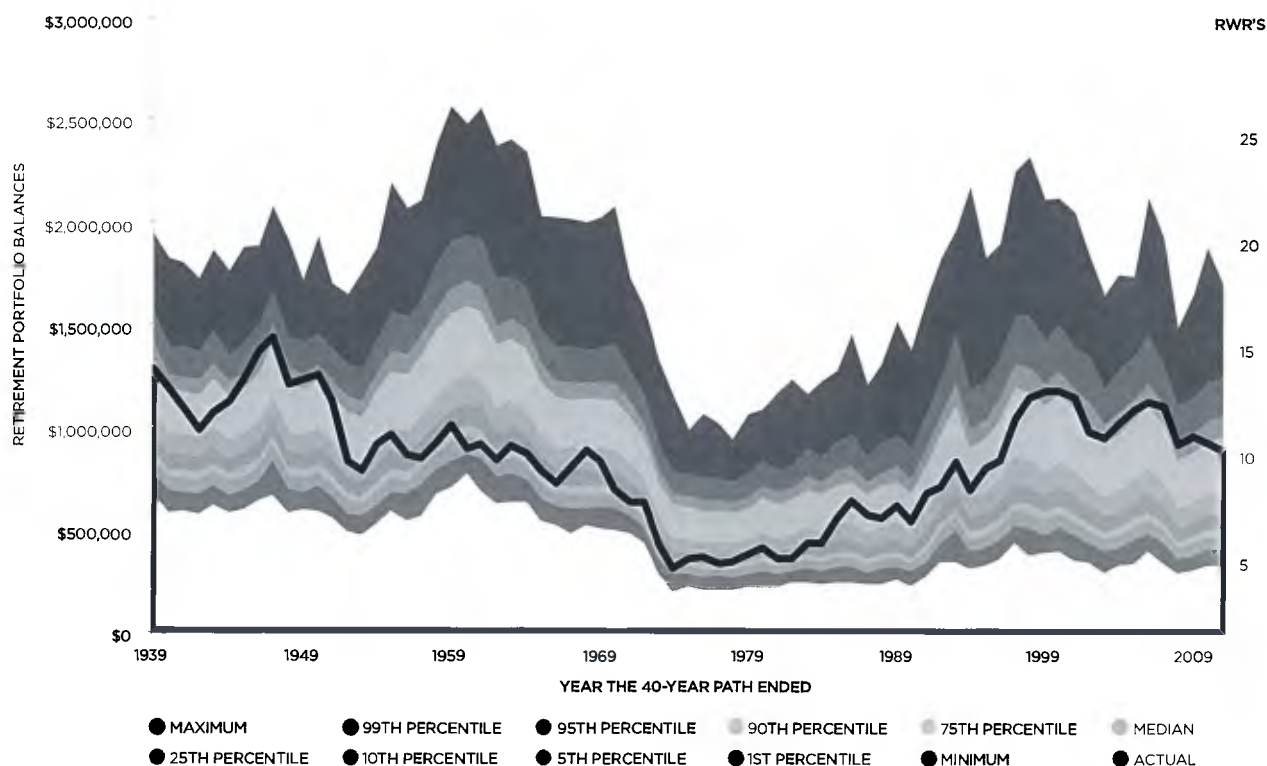 $3,000,000
RWR'S
$2,500,000
25
$2,000,000
20
$1,500,000
15
$1,000,000
10
$500,000
5
$0
RETIREMENT PORTFOLIO BALANCES
1939 1949 1959 1969 1979 1989 1999 2009
YEAR THE 40-YEAR PATH ENDED
MAXIMUM 99TH PERCENTILE 95TH PERCENTILE 90TH PERCENTILE 75TH PERCENTILE MEDIAN
25TH PERCENTILE 10TH PERCENTILE 5TH PERCENTILE 1ST PERCENTILE MINIMUM ACTUAL